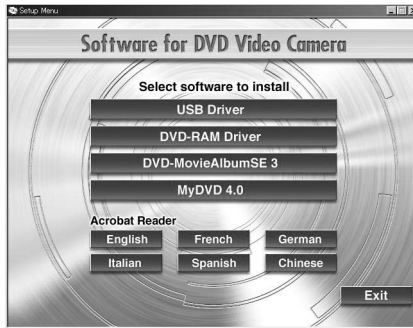 Setup Menu
Software for DVD Video Camera
Select software to install
USB Driver
DVD-RAM Driver
DVD-MovieAlbumSE 3
MyDVD 4.0
Acrobat Reader
English French German
Italian Spanish Chinese
Exit